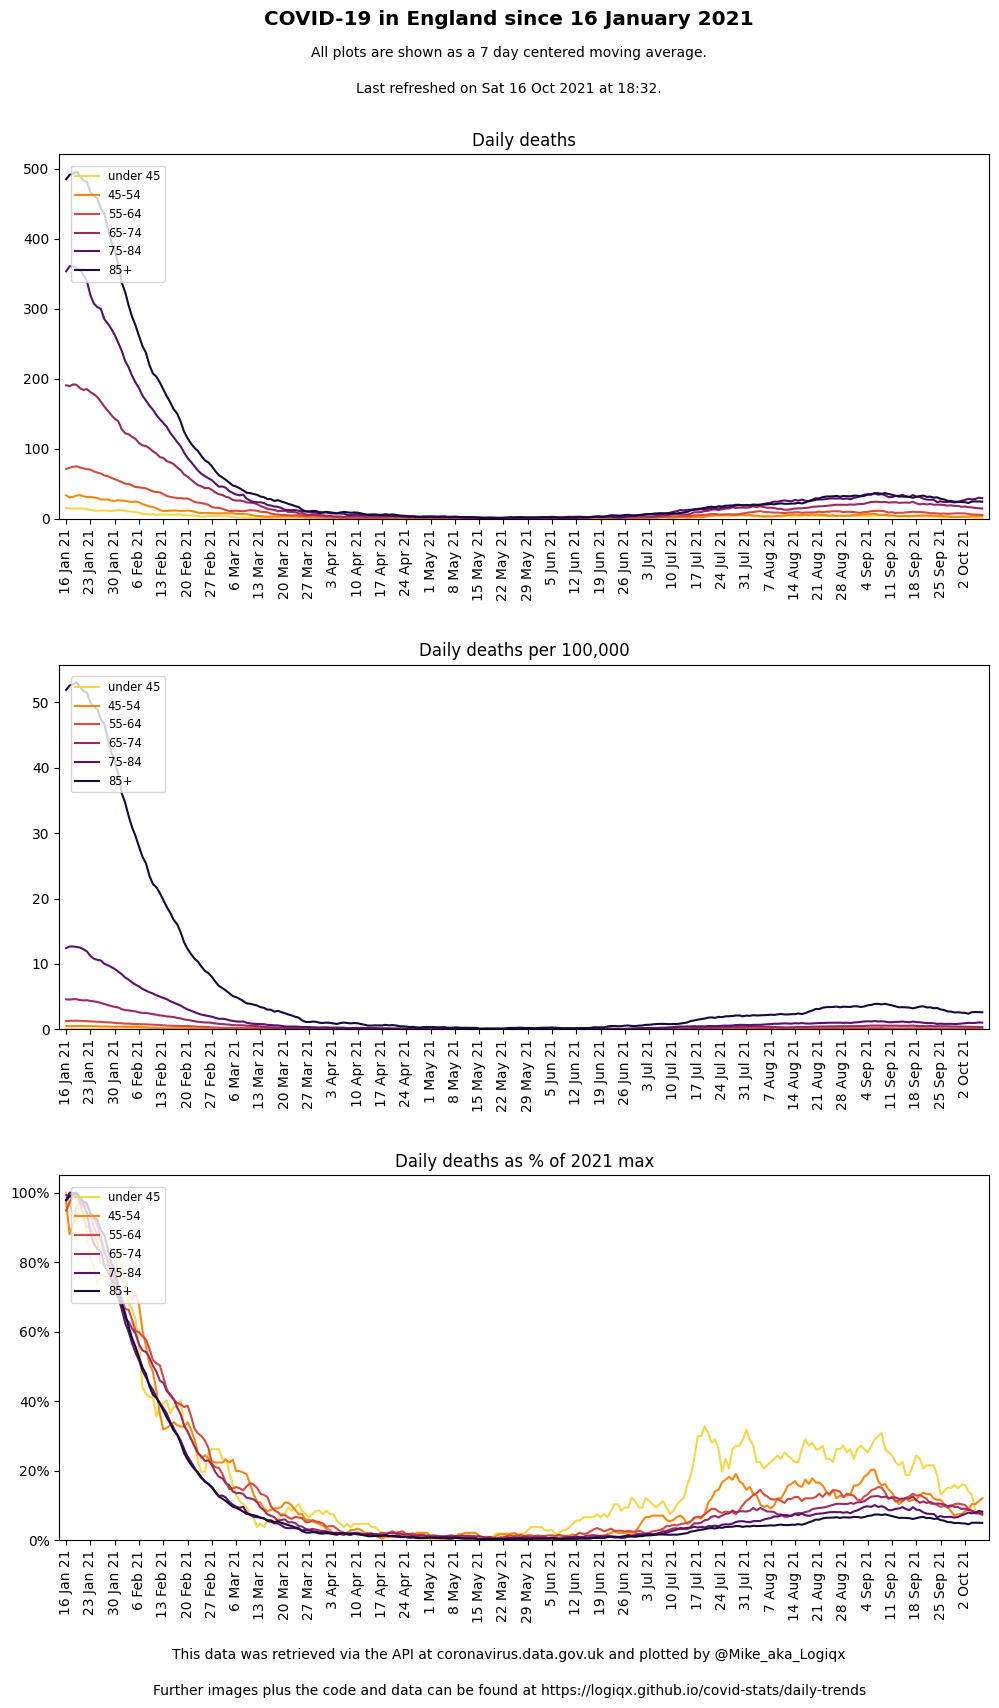 COVID-19 in England since 16 January 2021
All plots are shown as a 7 day centered moving average.
Last refreshed on Sat 16 Oct 2021 at 18:32.
Daily deaths
500
400
300
200
100
0
under 45
45-54
55-64
65-74
75-84
85+
16 Jan 21
23 Jan 21
30 Jan 21
6 Feb 21
13 Feb 21
20 Feb 21
27 Feb 21
6 Mar 21
13 Mar 21
20 Mar 21
27 Mar 21
3 Apr 21
10 Apr 21
17 Apr 21
24 Apr 21
1 May 21
8 May 21
15 May 21
22 May 21
29 May 21
5 Jun 21
12 Jun 21
19 Jun 21
26 Jun 21
3 Jul 21
10 Jul 21
17 Jul 21
24 Jul 21
31 Jul 21
7 Aug 21
14 Aug 21
21 Aug 21
28 Aug 21
4 Sep 21
11 Sep 21
18 Sep 21
25 Sep 21
2 Oct 21
Daily deaths per 100,000
50
40
30
20
10
0
under 45
45-54
55-64
65-74
75-84
85+
16 Jan 21
23 Jan 21
30 Jan 21
6 Feb 21
13 Feb 21
20 Feb 21
27 Feb 21
6 Mar 21
13 Mar 21
20 Mar 21
27 Mar 21
3 Apr 21
10 Apr 21
17 Apr 21
24 Apr 21
1 May 21
8 May 21
15 May 21
22 May 21
29 May 21
5 Jun 21
12 Jun 21
19 Jun 21
26 Jun 21
3 Jul 21
10 Jul 21
17 Jul 21
24 Jul 21
31 Jul 21
7 Aug 21
14 Aug 21
21 Aug 21
28 Aug 21
4 Sep 21
11 Sep 21
18 Sep 21
25 Sep 21
2 Oct 21
Daily deaths as % of 2021 max
100%
80%
60%
40%
20%
0%
under 45
45-54
55-64
65-74
75-84
85+
16 Jan 21
23 Jan 21
30 Jan 21
6 Feb 21
13 Feb 21
20 Feb 21
27 Feb 21
6 Mar 21
13 Mar 21
20 Mar 21
27 Mar 21
3 Apr 21
10 Apr 21
17 Apr 21
24 Apr 21
1 May 21
8 May 21
15 May 21
22 May 21
29 May 21
5 Jun 21
12 Jun 21
19 Jun 21
26 Jun 21
3 Jul 21
10 Jul 21
17 Jul 21
24 Jul 21
31 Jul 21
7 Aug 21
14 Aug 21
21 Aug 21
28 Aug 21
4 Sep 21
11 Sep 21
18 Sep 21
25 Sep 21
2 Oct 21
This data was retrieved via the API at coronavirus.data.gov.uk and plotted by @Mike_aka_Logiqx
Further images plus the code and data can be found at https://logiqx.github.io/covid-stats/daily-trends